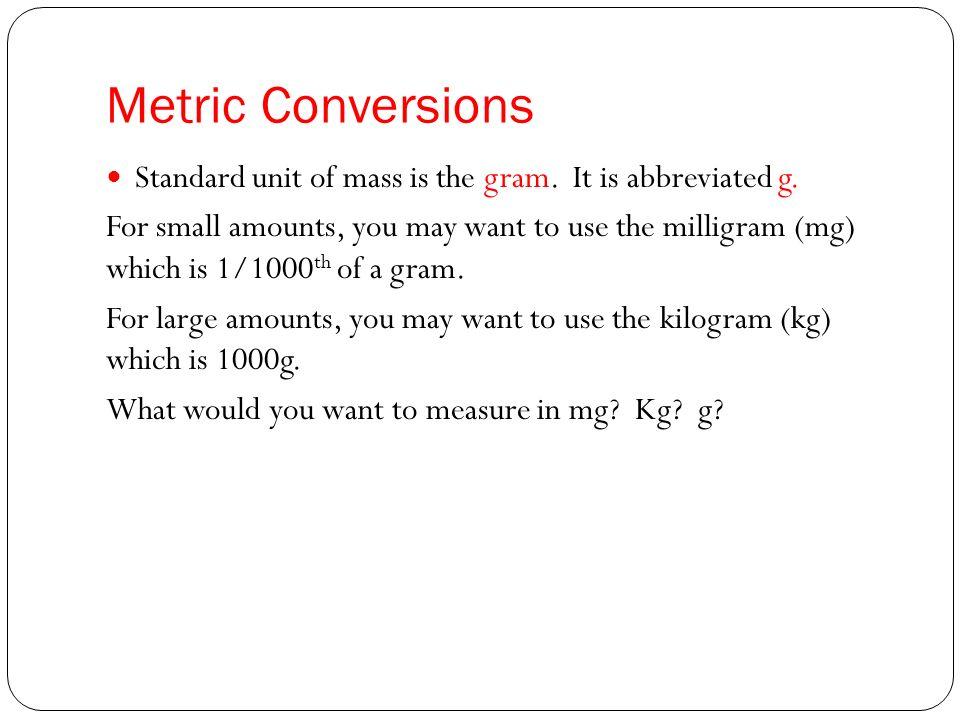 Metric Conversions
• Standard unit of mass is the gram. It is abbreviated g.
For small amounts, you may want to use the milligram (mg)
which is 1/1000th of a gram.
For large amounts, you may want to use the kilogram (kg)
which is 1000g.
What would you want to measure in mg? Kg? g?